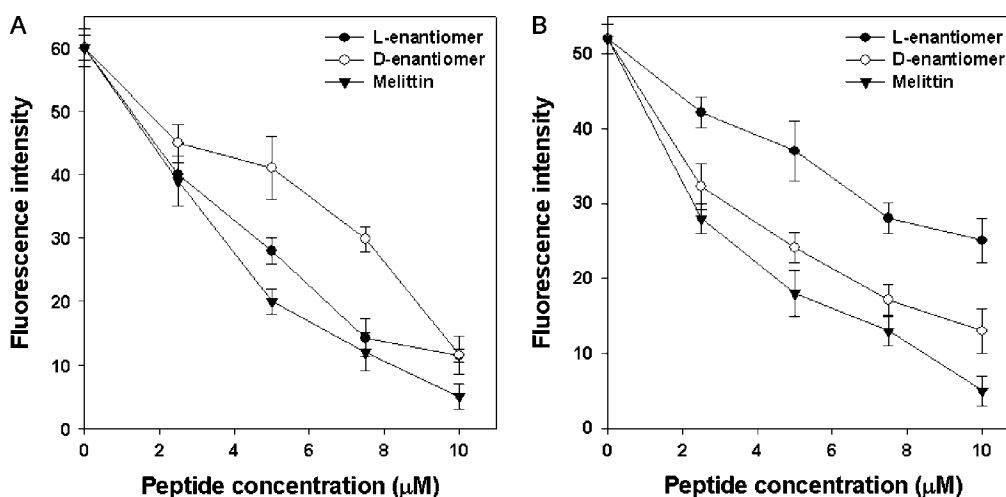 A
L-enantiomer
D-enantiomer
Melittin
60
50
40
30
20
10
0
Fluorescence intensity
0 2 4 6 8 10
Peptide concentration (μM)
B
L-enantiomer
D-enantiomer
Melittin
50
40
30
20
10
0
Fluorescence intensity
0 2 4 6 8 10
Peptide concentration (μM)